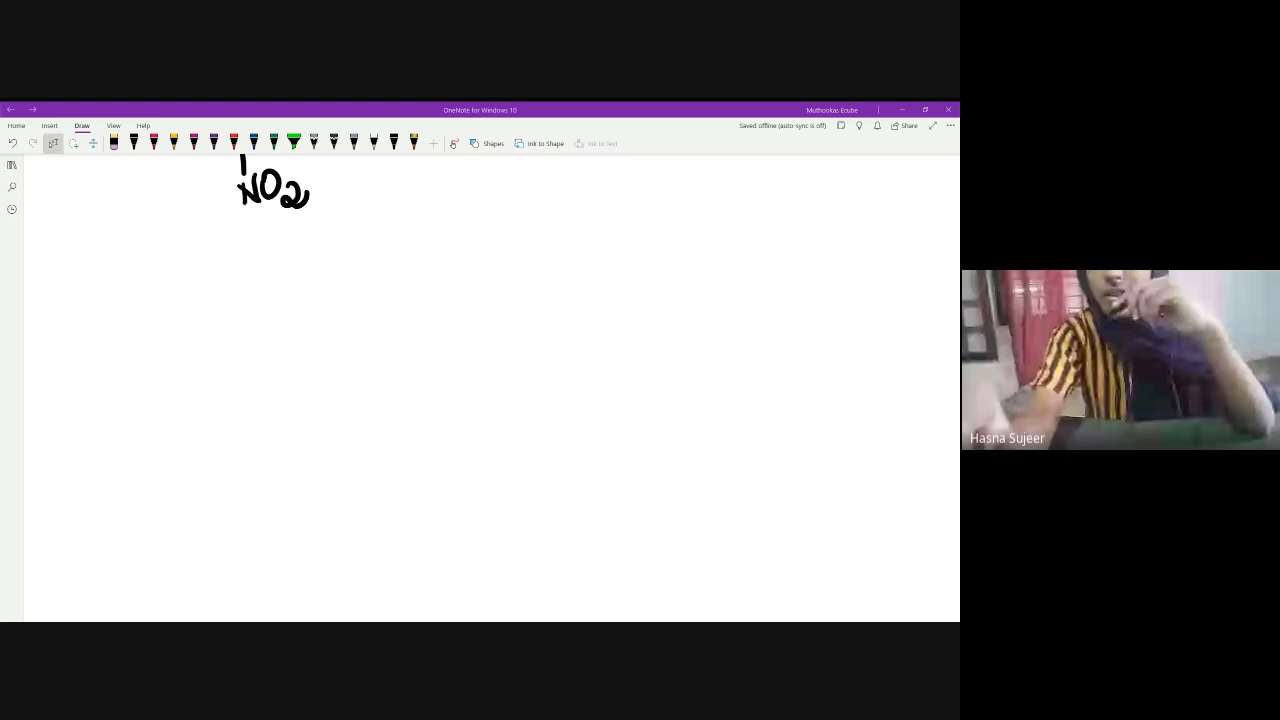 OneNote for Windows 10
Muthookas Ecube
Home Insert Draw View Help
Saved offline (auto-sync is off) Share
Shapes Ink to Shape Ink to Text
NO2
Hasna Sujeer